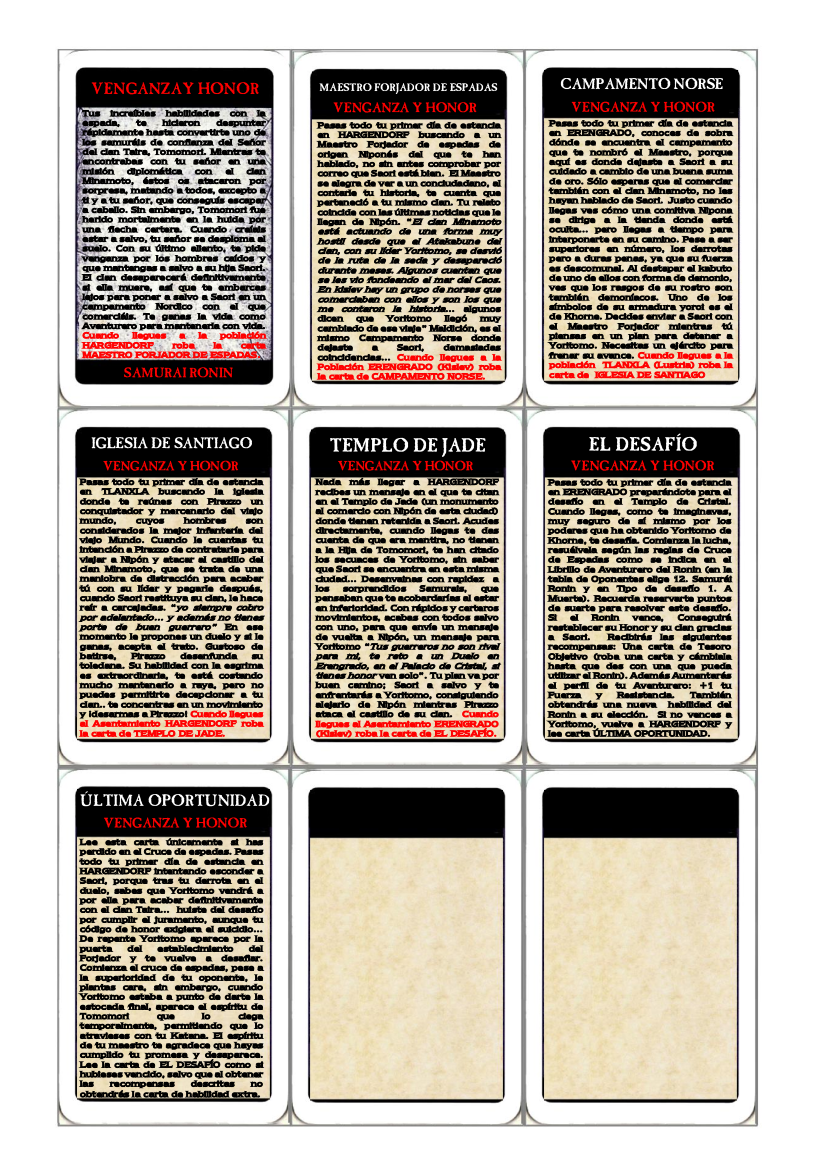 VENGANZA Y HONOR
Tus increíbles habilidades con la
espada, te hicieron despuntar
rápidamente hasta convertirte uno de
los samuráis de confianza del Señor
del clan Taira, Tomomori. Mientras te
encontrabas con tu señor en una
misión diplomática con el clan
Minamoto, éstos os atacaron por
sorpresa, matando a todos, excepto a
ti y a tu señor, que conseguís escapar
a caballo. Sin embargo, Tomomori fue
herido mortalmente en la huida por
una flecha certera. Cuando creíais
estar a salvo, tu señor se desploma al
suelo. Con su último aliento, te pide
venganza por los hombres caídos y
que mantengas a salvo a su hija Saori.
El clan desaparecerá definitivamente
si ella muere, así que te embarcas
lejos para poner a salvo a Saori en un
campamento Nordico con el que
comerciáis. Te ganas la vida como
Aventurero para mantenerla con vida.
Cuando llegues a la población
HARGENDORF roba la carta
MAESTRO FORJADOR DE ESPADAS.
SAMURAI RONIN
MAESTRO FORJADOR DE ESPADAS
VENGANZA Y HONOR
Pasas todo tu primer día de estancia
en HARGENDORF buscando a un
Maestro Forjador de espadas de
origen Niponés del que te han
hablado, no sin antes comprobar por
correo que Saori está bien. El Maestro
se alegra de ver a un conciudadano, al
contarle tu historia, te cuenta que
perteneció a tu mismo clan. Tu relato
coincide con las últimas noticias que le
llegan de Nipón. "El clan Minamoto
está actuando de una forma muy
hostil desde que el Atakabune del
clan, con su líder Yoritomo, se desvió
de la ruta de la seda y desapareció
durante meses. Algunos cuentan que
se les vio fondeando el mar del Caos.
En kislev hay un grupo de norses que
comerciaban con ellos y son los que
me contaron la historia... algunos
dicen que Yoritomo llegó muy
cambiado de ese viaje" Maldición, es el
mismo Campamento Norse donde
dejaste a Saori, demasiadas
coincidencias... Cuando llegues a la
Población ERENGRADO (Kislev) roba
la carta de CAMPAMENTO NORSE.
CAMPAMENTO NORSE
VENGANZA Y HONOR
Pasas todo tu primer día de estancia
en ERENGRADO, conoces de sobra
dónde se encuentra el campamento
que te nombró el Maestro, porque
aquí es donde dejaste a Saori a su
cuidado a cambio de una buena suma
de oro. Sólo esperas que al comerciar
también con el clan Minamoto, no les
hayan hablado de Saori. Justo cuando
llegas ves cómo una comitiva Nipona
se dirige a la tienda donde está
oculta... pero llegas a tiempo para
interponerte en su camino. Pese a ser
superiores en número, los derrotas
pero a duras penas, ya que su fuerza
es descomunal. Al destapar el kabuto
de uno de ellos con forma de demonio,
ves que los rasgos de su rostro son
también demoníacos. Uno de los
símbolos de su armadura yoroi es el
de Khorne. Decides enviar a Saori con
el Maestro Forjador mientras tú
piensas en un plan para detener a
Yoritomo. Necesitas un ejército para
frenar su avance. Cuando llegues a la
población TLANXLA (Lustria) roba la
carta de IGLESIA DE SANTIAGO
IGLESIA DE SANTIAGO
VENGANZA Y HONOR
Pasas todo tu primer día de estancia
en TLANXLA buscando la iglesia
donde te reúnes con Pirazzo un
conquistador y mercenario del viejo
mundo, cuyos hombres son
considerados la mejor infantería del
viejo Mundo. Cuando le cuentas tu
intención a Pirazzo de contratarle para
viajar a Nipón y atacar el castillo del
clan Minamoto, que se trata de una
maniobra de distracción para acabar
tú con su líder y pagarle después,
cuando Saori restituya su clan, le hace
reír a carcajadas. "yo siempre cobro
por adelantado... y además no tienes
porte de buen guerrero" En ese
momento le propones un duelo y si le
ganas, acepta el trato. Gustoso de
batirse, Pirazzo desenfunda su
toledana. Su habilidad con la esgrima
es extraordinaria, te está costando
mucho mantenerlo a raya, pero no
puedes permitirte decepcionar a tu
clan.. te concentras en un movimiento
y ¡desarmas a Pirazzo! Cuando llegues
el Asentamiento HARGENDORF roba
la carta de TEMPLO DE JADE.
TEMPLO DE JADE
VENGANZA Y HONOR
Nada más llegar a HARGENDORF
recibes un mensaje en el que te citan
en el Templo de Jade (un monumento
al comercio con Nipón de esta ciudad)
donde tienen retenida a Saori. Acudes
directamente, cuando llegas te das
cuenta de que era mentira, no tienen
a la Hija de Tomomori, te han citado
los secuaces de Yoritomo, sin saber
que Saori se encuentra en esta misma
ciudad... Desenvainas con rapidez a
los sorprendidos Samurais, que
pensaban que te acobardarías al estar
en inferioridad. Con rápidos y certeros
movimientos, acabas con todos salvo
con uno, para que envíe un mensaje
de vuelta a Nipón, un mensaje para
Yoritomo "Tus guerreros no son rival
para mi, te reto a un Duelo en
Erengrado, en el Palacio de Cristal, si
tienes honor ven solo". Tu plan va por
buen camino; Saori a salvo y te
enfrentarás a Yoritomo, consiguiendo
alejarlo de Nipón mientras Pirazzo
ataca el castillo de su clan. Cuando
llegues al Asentamiento ERENGRADO
(Kislev) roba la carta de EL DESAFÍO.
EL DESAFÍO
VENGANZA Y HONOR
Pasas todo tu primer día de estancia
en ERENGRADO preparándote para el
desafío en el Templo de Cristal.
Cuando llegas, como te imaginavas,
muy seguro de sí mismo por los
poderes que ha obtenido Yoritomo de
Khorne, te desafía. Comienza la lucha,
resuélvela según las reglas de Cruce
de Espadas como se indica en el
Librillo de Aventurero del Ronin (en la
tabla de Oponentes elige 12. Samurái
Ronin y en Tipo de desafío 1. A
Muerte). Recuerda reservarte puntos
de suerte para resolver este desafío.
Si el Ronin vence, Conseguirá
restablecer su Honor y su clan gracias
a Saori. Recibirás las siguientes
recompensas: Una carta de Tesoro
Objetivo (roba una carta y cámbiala
hasta que des con una que pueda
utilizar el Ronin). Además Aumentarás
el perfil de tu Aventurero: +1 tu
Fuerza y Resistencia. También
obtendrás una nueva habilidad del
Ronin a su elección. Si no vences a
Yoritomo, vuelve a HARGENDORF y
lee carta ÚLTIMA OPORTUNIDAD.
ÚLTIMA OPORTUNIDAD
VENGANZA Y HONOR
Lee esta carta únicamente si has
perdido en el Cruce de espadas. Pasas
todo tu primer día de estancia en
HARGENDORF intentando esconder a
Saori, porque tras tu derrota en el
duelo, sabes que Yoritomo vendrá a
por ella para acabar definitivamente
con el clan Taira... huiste del desafío
por cumplir el juramento, aunque tu
código de honor exigiera el suicidio...
De repente Yoritomo aparece por la
puerta del establecimiento del
Forjador y te vuelve a desafiar.
Comienza el cruce de espadas, pese a
la superioridad de tu oponente, le
plantas cara, sin embargo, cuando
Yoritomo estaba a punto de darte la
estocada final, aparece el espíritu de
Tomomori que lo ciega
temporalmente, permitiendo que lo
atravieses con tu Katana. El espíritu
de tu maestro te agradece que hayas
cumplido tu promesa y desaparece.
Lee la carta de EL DESAFÍO como si
hubieses vencido, salvo que al obtener
las recompensas descritas no
obtendrás la carta de habilidad extra.